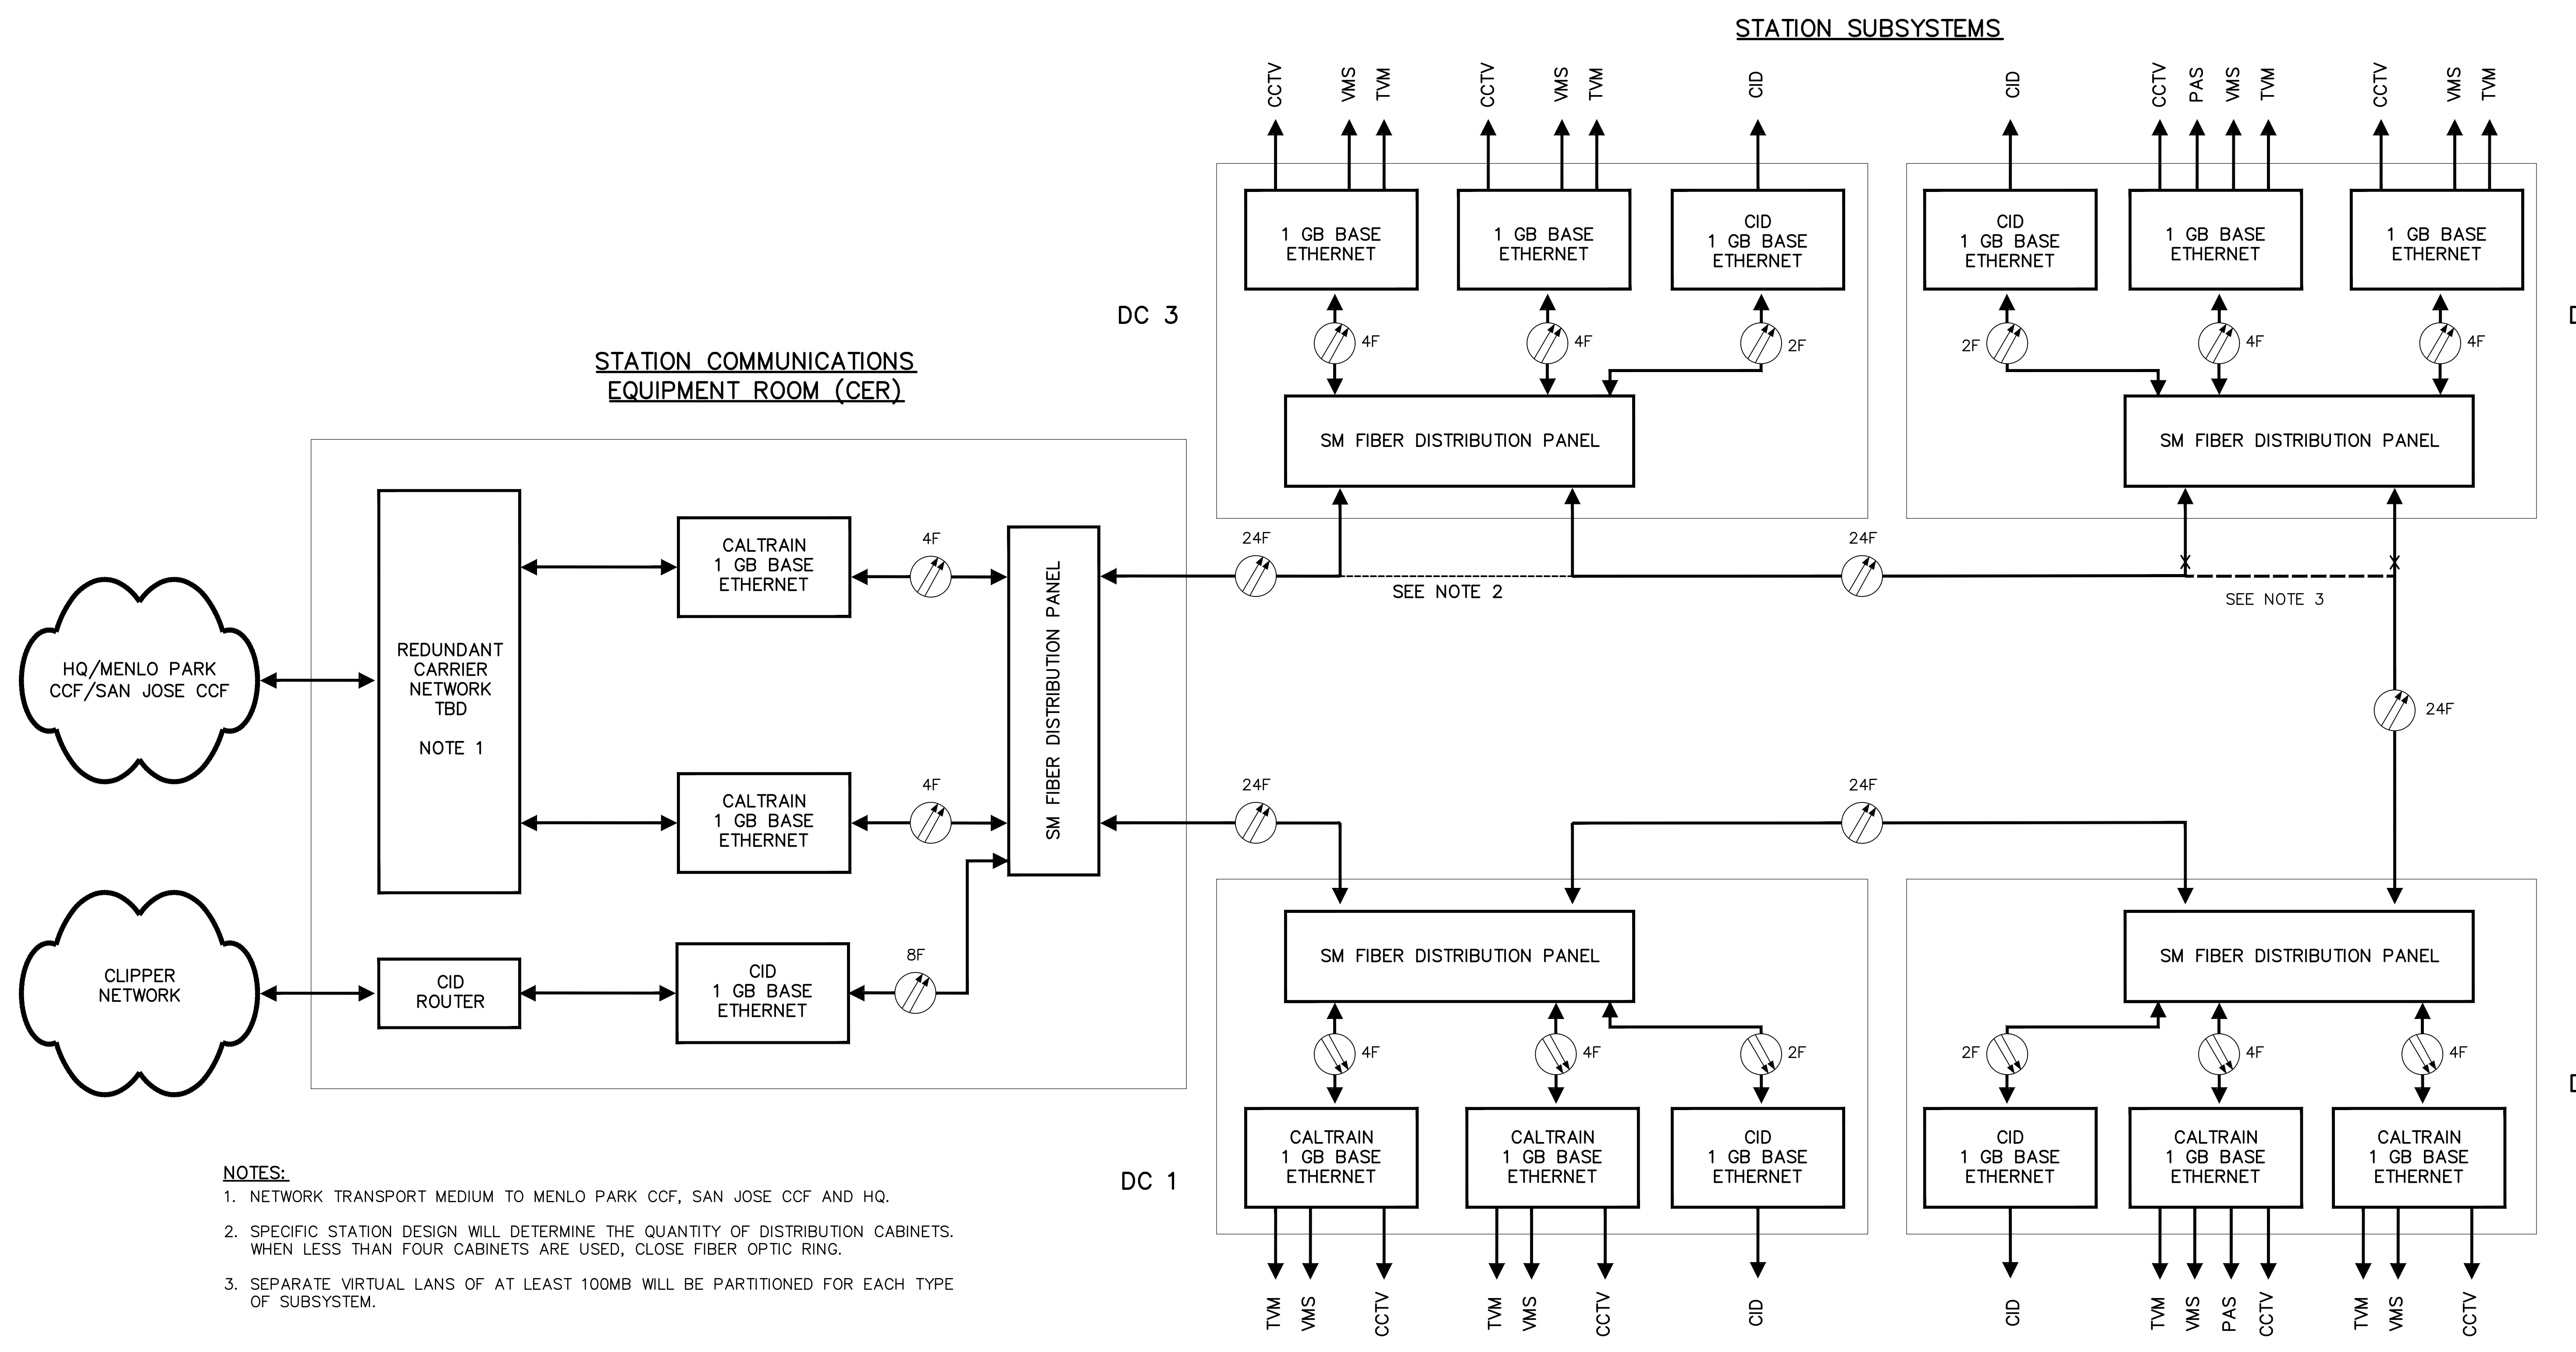 STATION SUBSYSTEMS
CCTV
VMS
TVM
CCTV
VMS
TVM
CID
CID
CCTV
PAS
VMS
TVM
CCTV
VMS
TVM
1 GB BASE
ETHERNET
1 GB BASE
ETHERNET
CID
1 GB BASE
ETHERNET
CID
1 GB BASE
ETHERNET
1 GB BASE
ETHERNET
1 GB BASE
ETHERNET
DC 3
4F
4F
2F
2F
4F
4F
SM FIBER DISTRIBUTION PANEL
SM FIBER DISTRIBUTION PANEL
STATION COMMUNICATIONS
EQUIPMENT ROOM (CER)
24F
24F
SEE NOTE 2
SEE NOTE 3
24F
HQ/MENLO PARK
CCF/SAN JOSE CCF
REDUNDANT
CARRIER
NETWORK
TBD
NOTE 1
CALTRAIN
1 GB BASE
ETHERNET
4F
SM FIBER DISTRIBUTION PANEL
CALTRAIN
1 GB BASE
ETHERNET
4F
24F
24F
CLIPPER
NETWORK
CID
ROUTER
CID
1 GB BASE
ETHERNET
8F
SM FIBER DISTRIBUTION PANEL
SM FIBER DISTRIBUTION PANEL
4F
4F
2F
2F
4F
4F
DC 1
CALTRAIN
1 GB BASE
ETHERNET
CALTRAIN
1 GB BASE
ETHERNET
CID
1 GB BASE
ETHERNET
CID
1 GB BASE
ETHERNET
CALTRAIN
1 GB BASE
ETHERNET
CALTRAIN
1 GB BASE
ETHERNET
TVM
VMS
CCTV
TVM
VMS
CCTV
CID
CID
TVM
VMS
PAS
CCTV
TVM
VMS
CCTV
NOTES:
1. NETWORK TRANSPORT MEDIUM TO MENLO PARK CCF, SAN JOSE CCF AND HQ.
2. SPECIFIC STATION DESIGN WILL DETERMINE THE QUANTITY OF DISTRIBUTION CABINETS.
WHEN LESS THAN FOUR CABINETS ARE USED, CLOSE FIBER OPTIC RING.
3. SEPARATE VIRTUAL LANS OF AT LEAST 100MB WILL BE PARTITIONED FOR EACH TYPE
OF SUBSYSTEM.